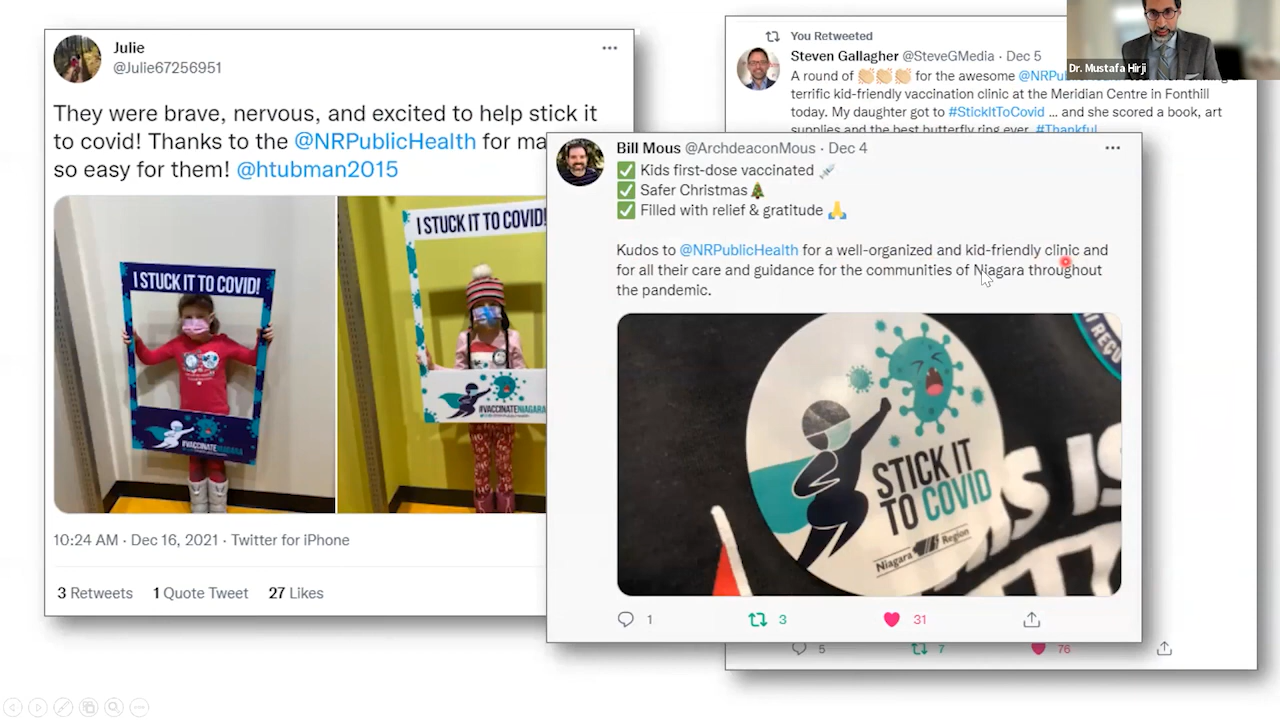 Julie
@Julie67256951
They were brave, nervous, and excited to help stick it
to covid! Thanks to the @NRPublicHealth for
so easy for them! @htubman2015
I STUCK IT TO COVID!
#VACCINATENIAGARA
I STUCK IT TO COVID!
#VACCINATENIAGARA
10:24 AM · Dec 16, 2021 · Twitter for iPhone
3 Retweets 1 Quote Tweet 27 Likes
You Retweeted
Steven Gallagher @SteveGMedia · Dec 5
A round of 👏👏👏 for the awesome
terrific kid-friendly vaccination clinic at the Meridian Centre in Fonthill
today. My daughter got to #StickItToCovid ... and she scored a book, art
supplies and the best butterfly ring ever. #Thankful
5 7 76
Dr. Mustafa Hirji
Bill Mous @ArchdeaconMous · Dec 4
✅ Kids first-dose vaccinated 💉
✅ Safer Christmas🎄
✅ Filled with relief & gratitude 🙏
Kudos to @NRPublicHealth for a well-organized and kid-friendly clinic and
for all their care and guidance for the communities of Niagara throughout
the pandemic.
STICK IT
TO COVID
Niagara Region
1 3 31